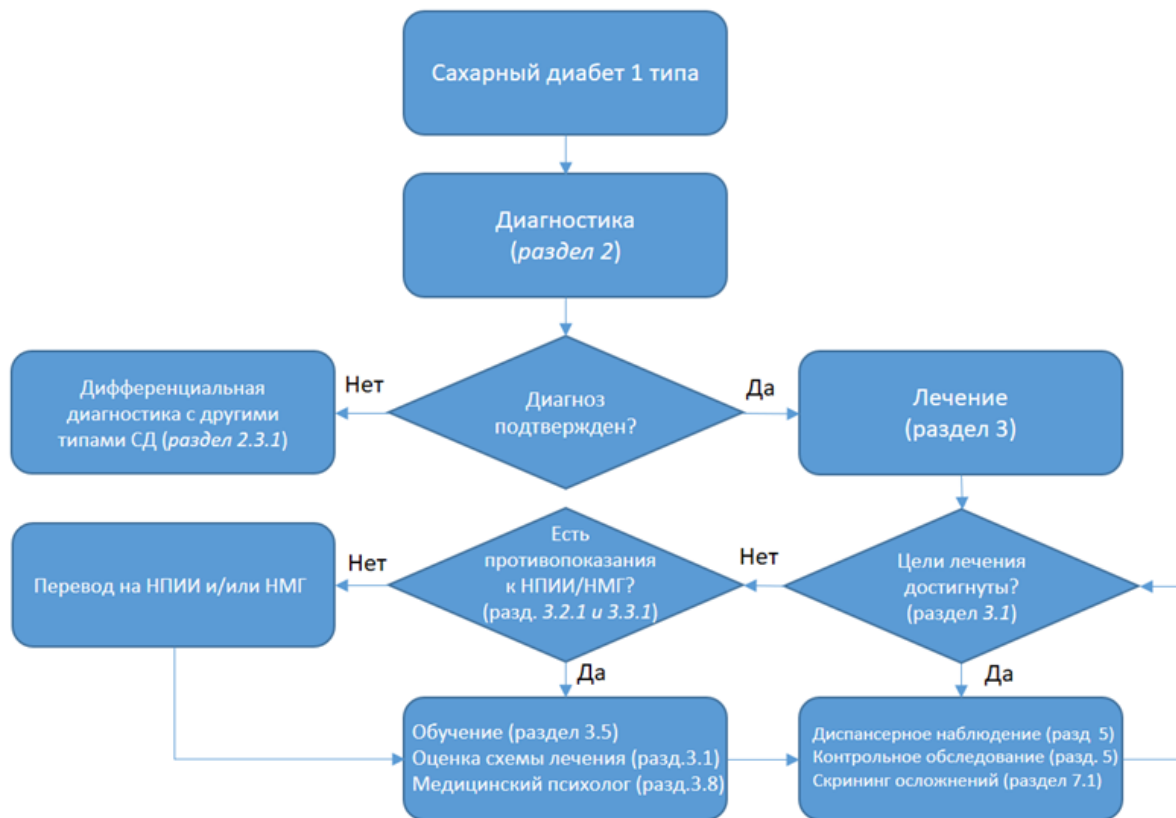 Сахарный диабет 1 типа
Диагностика
(раздел 2)
Нет
Да
Дифференциальная
диагностика с другими
типами СД (раздел 2.3.1)
Диагноз
подтвержден?
Лечение
(раздел 3)
Нет
Нет
Перевод на НПИИ и/или НМГ
Есть
противопоказания
к НПИИ/НМГ?
(разд. 3.2.1 и 3.3.1)
Цели лечения
достигнуты?
(раздел 3.1)
Да
Да
Обучение (раздел 3.5)
Оценка схемы лечения (разд.3.1)
Медицинский психолог (разд.3.8)
Диспансерное наблюдение (разд 5)
Контрольное обследование (разд. 5)
Скрининг осложнений (раздел 7.1)